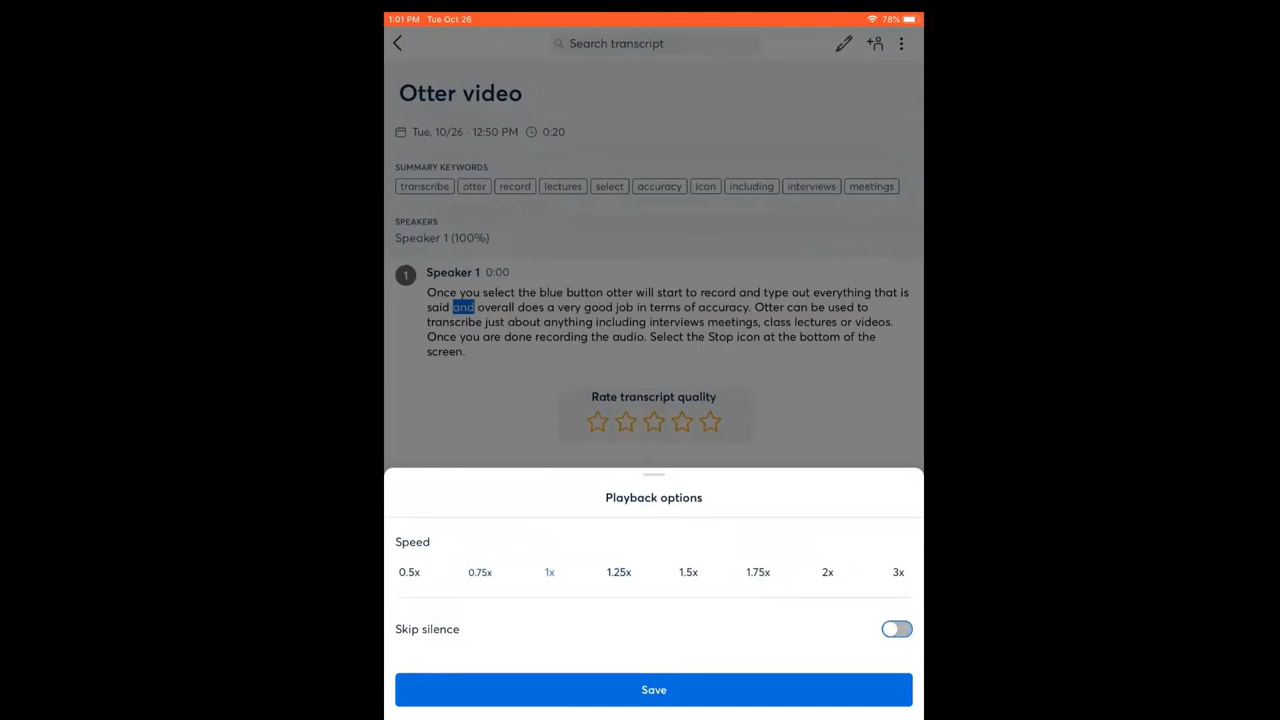 1:01 PM Tue Oct 26 78%
Search transcript
Otter video
Tue, 10/26 · 12:50 PM 0:20
SUMMARY KEYWORDS
transcribe otter record lectures select accuracy icon including interviews meetings
SPEAKERS
Speaker 1 (100%)
1 Speaker 1 0:00
Once you select the blue button otter will start to record and type out everything that is
said and overall does a very good job in terms of accuracy. Otter can be used to
transcribe just about anything including interviews meetings, class lectures or videos.
Once you are done recording the audio. Select the Stop icon at the bottom of the
screen.
Rate transcript quality
Playback options
Speed
0.5x 0.75x 1x 1.25x 1.5x 1.75x 2x 3x
Skip silence
Save